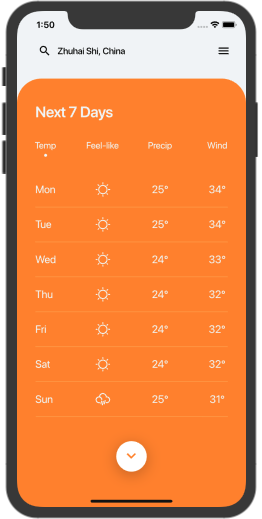 1:50
Zhuhai Shi, China
Next 7 Days
Temp Feel-like Precip Wind
Mon 25° 34°
Tue 25° 34°
Wed 24° 33°
Thu 24° 32°
Fri 24° 32°
Sat 24° 32°
Sun 25° 31°